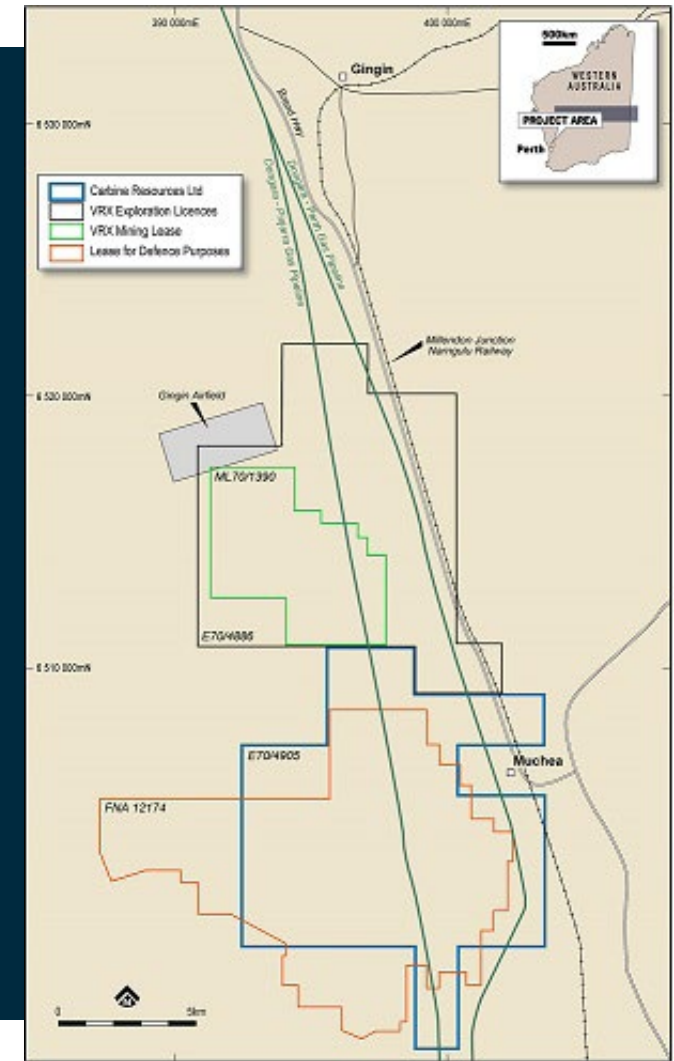 390 000mE
400 000mE
500km
WESTERN
AUSTRALIA
PROJECT AREA
Perth
Gingin
Brand Hwy
6 530 000mN
Carbine Resources Ltd
VRX Exploration Licences
VRX Mining Lease
Lease for Defence Purposes
Gas Pipeline
Perth Gas Pipeline
Millendon Junction
Narngulu Railway
6 520 000mN
Gingin Airfield
ML70/1390
E70/4886
6 510 000mN
E70/4905
Muchea
FNA 12174
0
5km